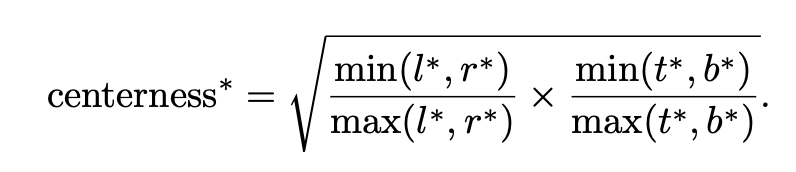 centerness* = √( min(l*, r*) / max(l*, r*) × min(t*, b*) / max(t*, b*) ).